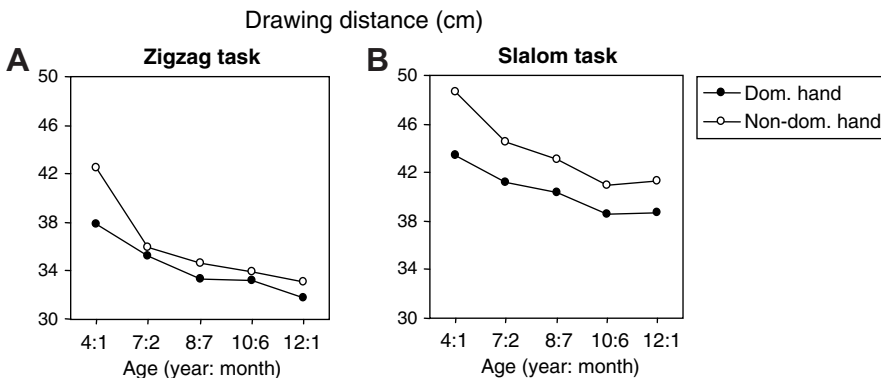 Drawing distance (cm)
A
Zigzag task
50
46
42
38
34
30
4:1 7:2 8:7 10:6 12:1
Age (year: month)
B
Slalom task
50
46
42
38
34
30
4:1 7:2 8:7 10:6 12:1
Age (year: month)
Dom. hand
Non-dom. hand